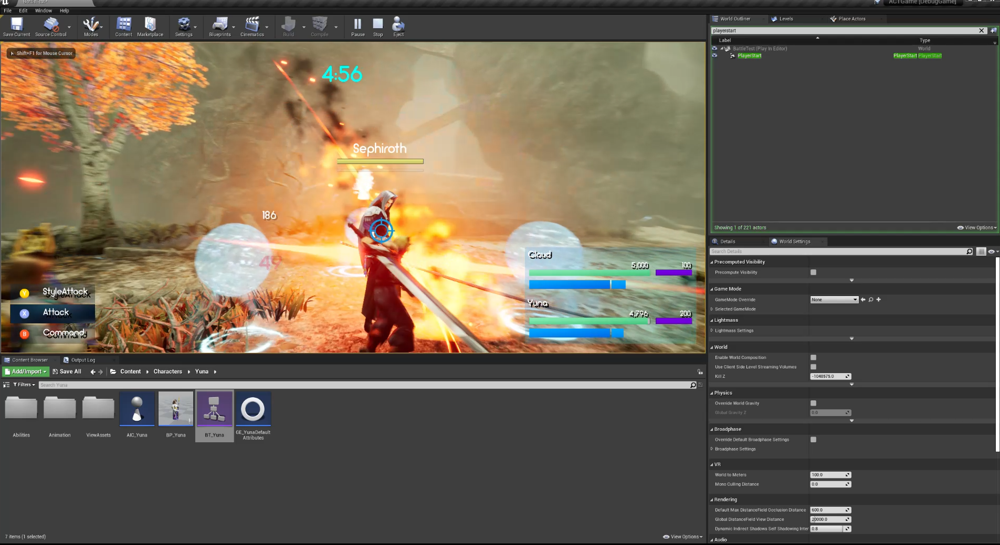 BattleTest*
ACTGame [DebugGame]
File Edit Window Help
Save Current Source Control Modes Content Marketplace Settings Blueprints Cinematics Build Compile Pause Stop Eject
Shift+F1 for Mouse Cursor
4:56
Sephiroth
186
49
StyleAttack
Y
Attack
X
Command
B
Cloud
5,000 100
Yuna
4,796 200
World Outliner Levels Place Actors
playerstart
Label Type
BattleTest (Play In Editor) World
PlayerStart PlayerStart PlayerStart
Showing 1 of 221 actors View Options
Details World Settings
Search Details
Precomputed Visibility
Precompute Visibility
Game Mode
GameMode Override None
Selected GameMode
Lightmass
Lightmass Settings
World
Enable World Composition
Use Client Side Level Streaming Volumes
Kill Z -1048575.0
Physics
Override World Gravity
Global Gravity Z 0.0
Broadphase
Override Default Broadphase Settings
Broadphase Settings
VR
World to Meters 100.0
Mono Culling Distance 0.0
Rendering
Default Max DistanceField Occlusion Distance 600.0
Global DistanceField View Distance 20000.0
Dynamic Indirect Shadows Self Shadowing Inter 0.8
Audio
Content Browser Output Log
Add/Import Save All Content Characters Yuna
Filters Search Yuna
Abilities Animation ViewAssets AIC_Yuna BP_Yuna BT_Yuna GE_YunaDefault
Attributes
7 items (1 selected) View Options